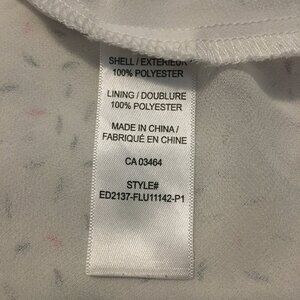 SHELL / EXTERIEUR
100% POLYESTER
LINING / DOUBLURE
100% POLYESTER
MADE IN CHINA /
FABRIQUÉ EN CHINE
CA 03464
STYLE#
ED2137-FLU11142-P1